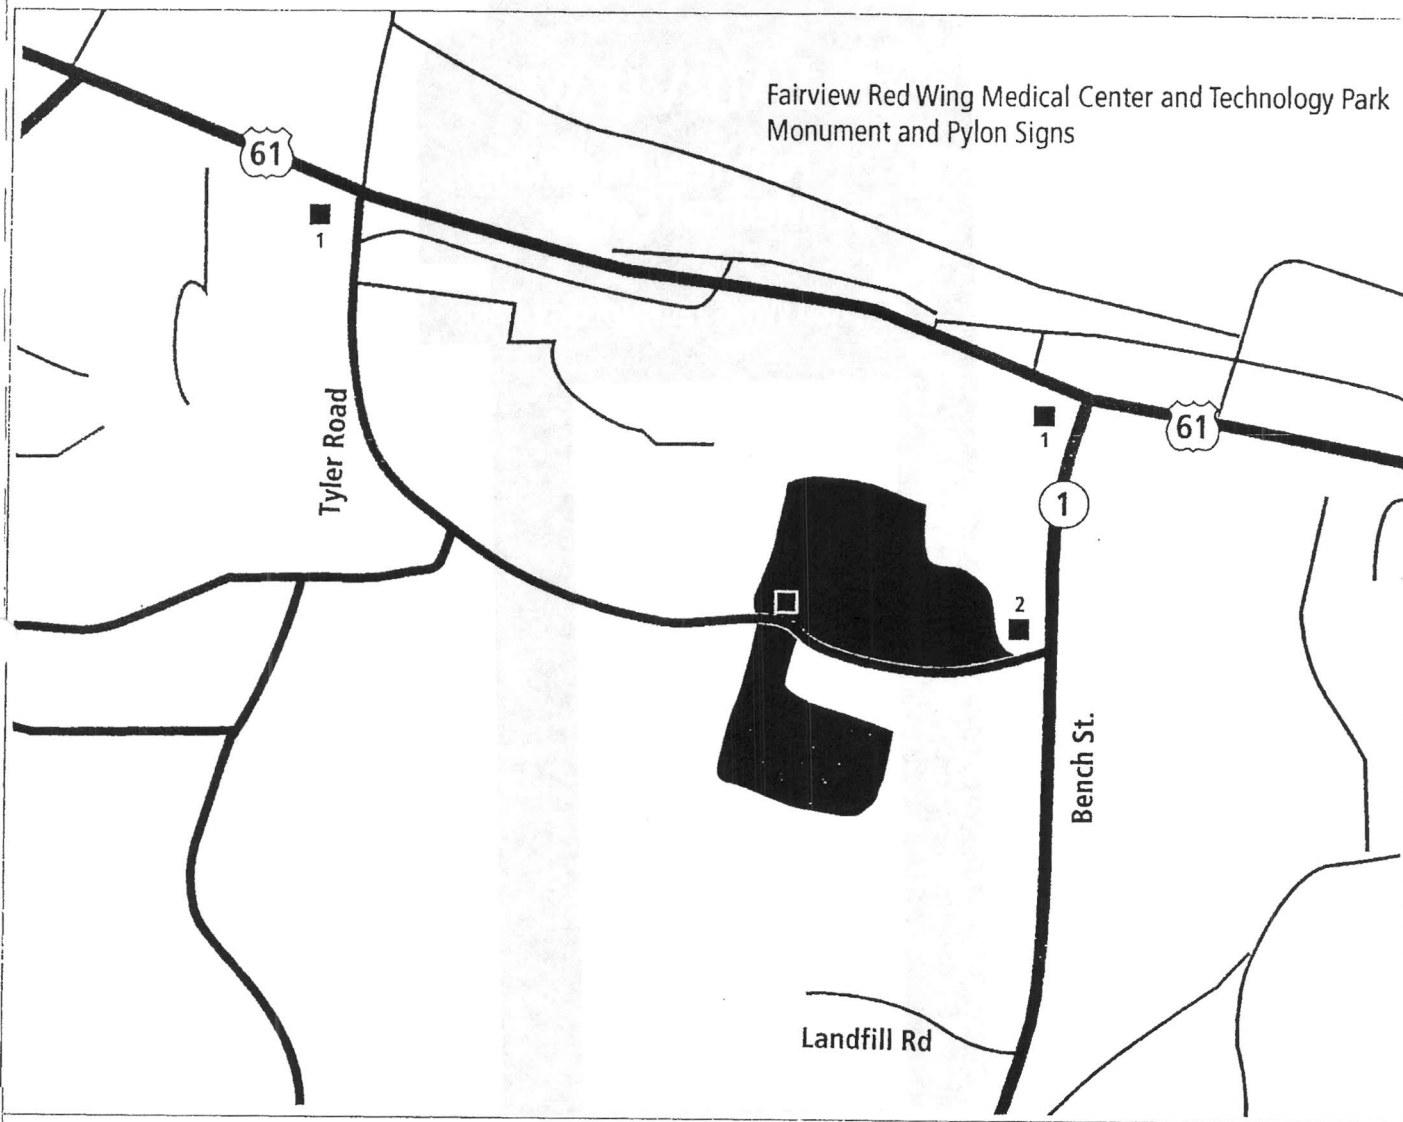 Fairview Red Wing Medical Center and Technology Park
Monument and Pylon Signs
61
1
Tyler Road
1
61
1
2
Bench St.
Landfill Rd